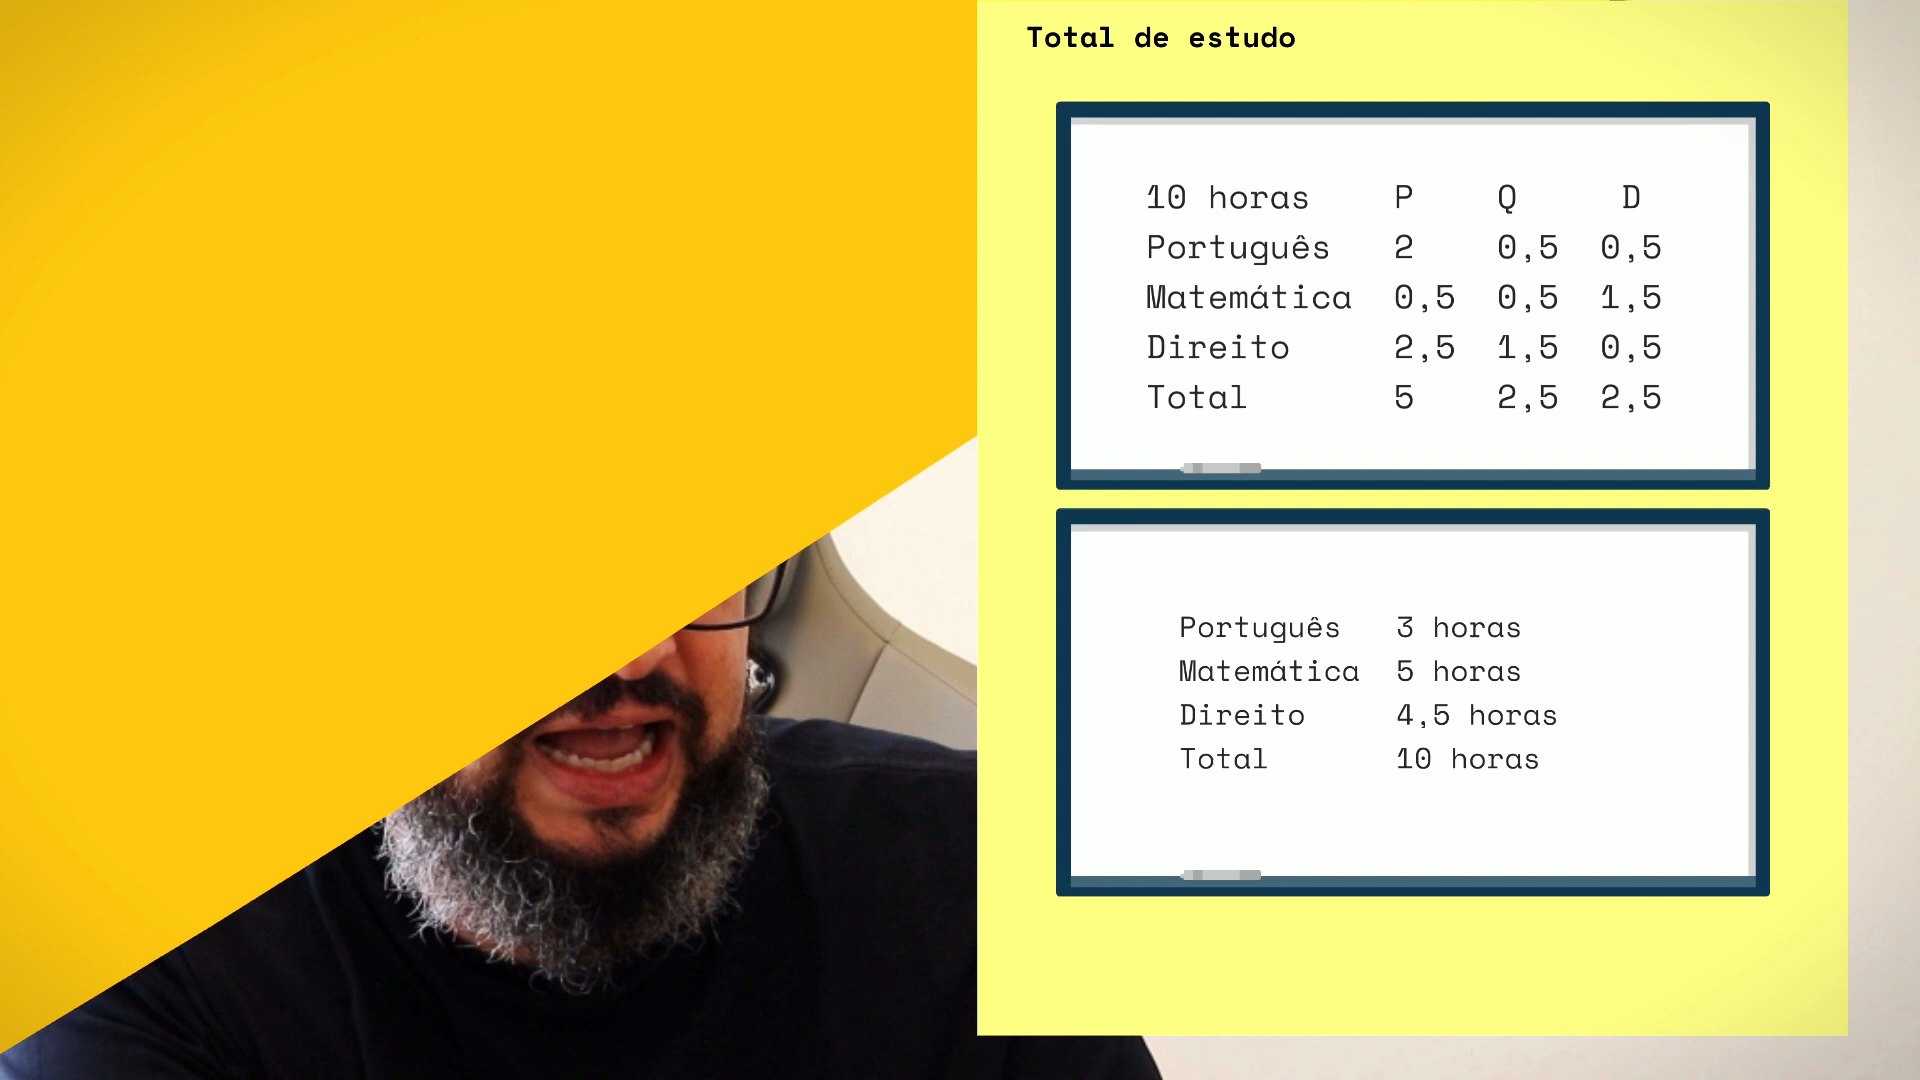 Total de estudo
10 horas P Q D
Português 2 0,5 0,5
Matemática 0,5 0,5 1,5
Direito 2,5 1,5 0,5
Total 5 2,5 2,5
Português 3 horas
Matemática 5 horas
Direito 4,5 horas
Total 10 horas